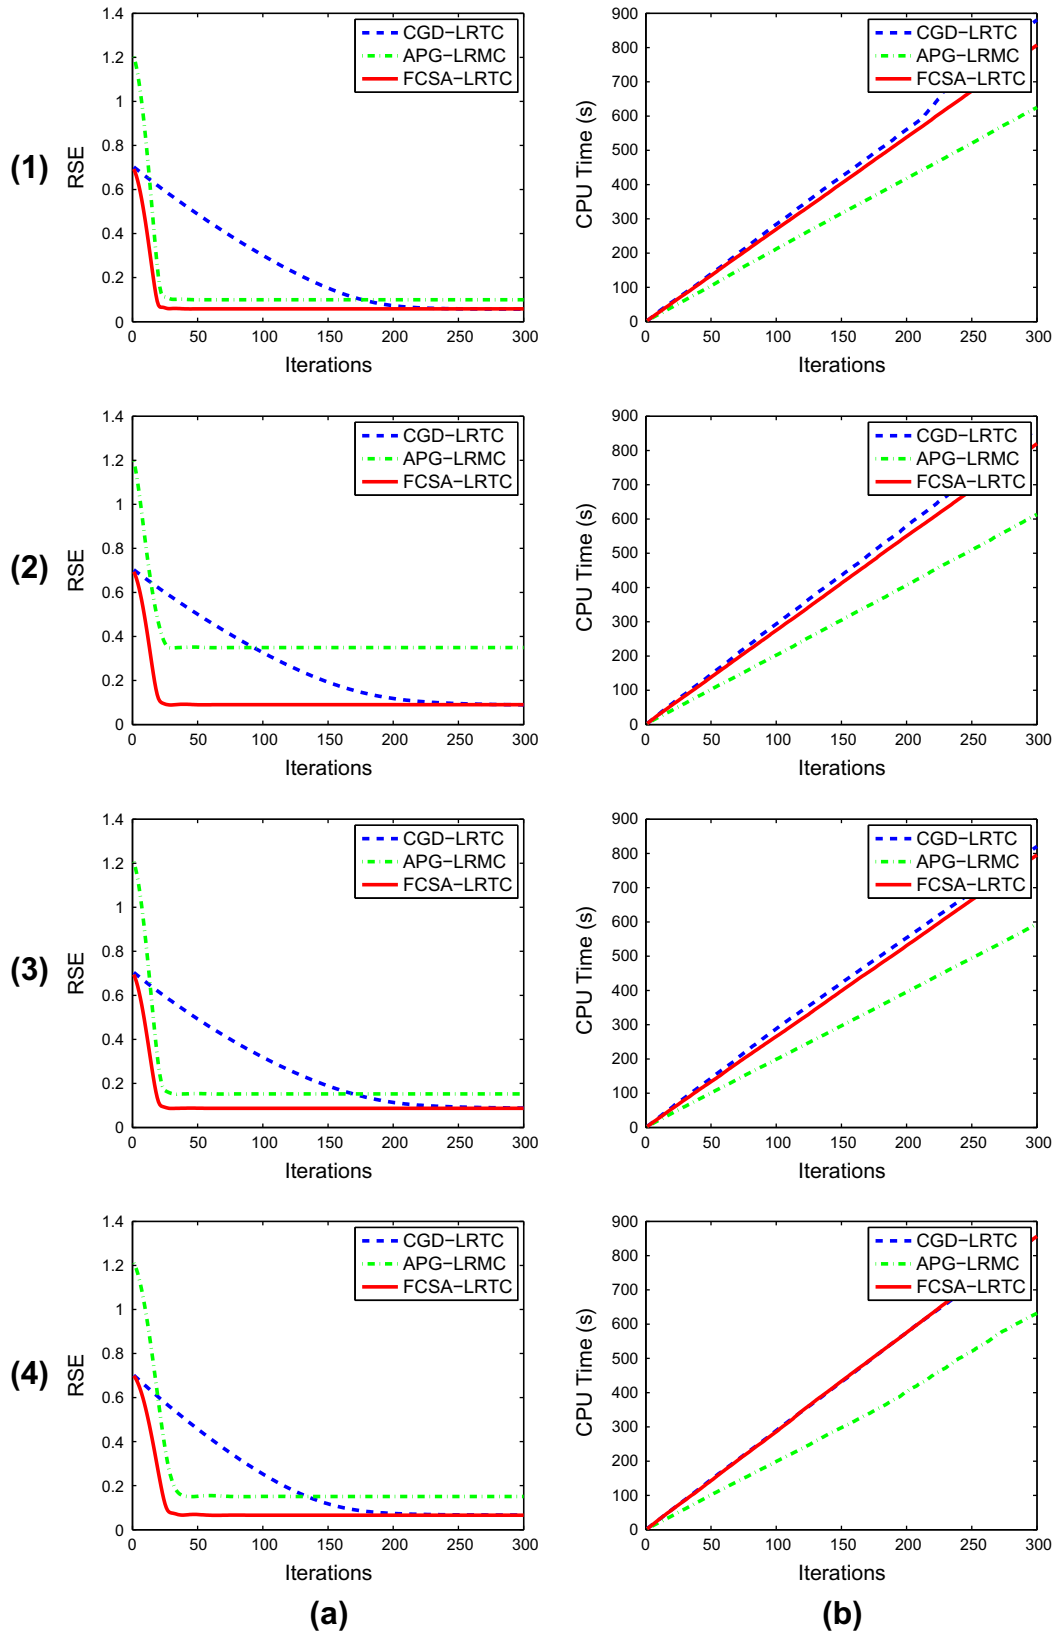 (1)
RSE
1.4
1.2
1
0.8
0.6
0.4
0.2
0
0 50 100 150 200 250 300
Iterations
CGD-LRTC
APG-LRMC
FCSA-LRTC
CPU Time (s)
900
800
700
600
500
400
300
200
100
0
0 50 100 150 200 250 300
Iterations
CGD-LRTC
APG-LRMC
FCSA-LRTC
(2)
RSE
1.4
1.2
1
0.8
0.6
0.4
0.2
0
0 50 100 150 200 250 300
Iterations
CGD-LRTC
APG-LRMC
FCSA-LRTC
CPU Time (s)
900
800
700
600
500
400
300
200
100
0
0 50 100 150 200 250 300
Iterations
CGD-LRTC
APG-LRMC
FCSA-LRTC
(3)
RSE
1.4
1.2
1
0.8
0.6
0.4
0.2
0
0 50 100 150 200 250 300
Iterations
CGD-LRTC
APG-LRMC
FCSA-LRTC
CPU Time (s)
900
800
700
600
500
400
300
200
100
0
0 50 100 150 200 250 300
Iterations
CGD-LRTC
APG-LRMC
FCSA-LRTC
(4)
RSE
1.4
1.2
1
0.8
0.6
0.4
0.2
0
0 50 100 150 200 250 300
Iterations
CGD-LRTC
APG-LRMC
FCSA-LRTC
CPU Time (s)
900
800
700
600
500
400
300
200
100
0
0 50 100 150 200 250 300
Iterations
CGD-LRTC
APG-LRMC
FCSA-LRTC
(a)
(b)